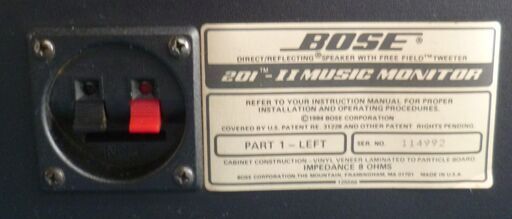 BOSE
DIRECT/REFLECTING® SPEAKER WITH FREE FIELD™ TWEETER
201™-II MUSIC MONITOR
REFER TO YOUR INSTRUCTION MANUAL FOR PROPER
INSTALLATION AND OPERATING PROCEDURES.
©1984 BOSE CORPORATION
COVERED BY U.S. PATENT RE. 31228 AND OTHER PATENT RIGHTS PENDING.
PART 1 - LEFT
SER. NO. 114992
CABINET CONSTRUCTION - VINYL VENEER LAMINATED TO PARTICLE BOARD
IMPEDANCE 8 OHMS
BOSE CORPORATION, THE MOUNTAIN, FRAMINGHAM, MA 01701 MADE IN U.S.A.